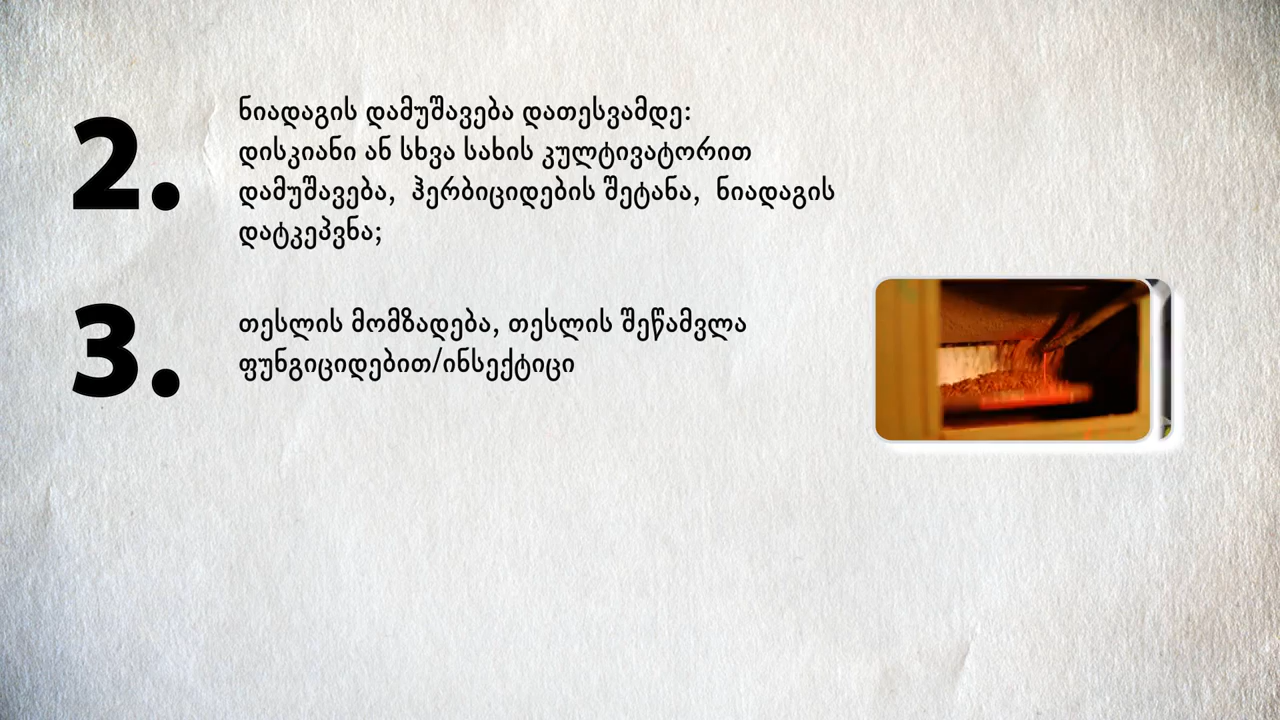 2.
ნიადაგის დამუშავება დათესვამდე:
დისკიანი ან სხვა სახის კულტივატორით
დამუშავება, ჰერბიციდების შეტანა, ნიადაგის
დატკეპვნა;
3.
თესლის მომზადება, თესლის შეწამვლა
ფუნგიციდებით/ინსექტიცი